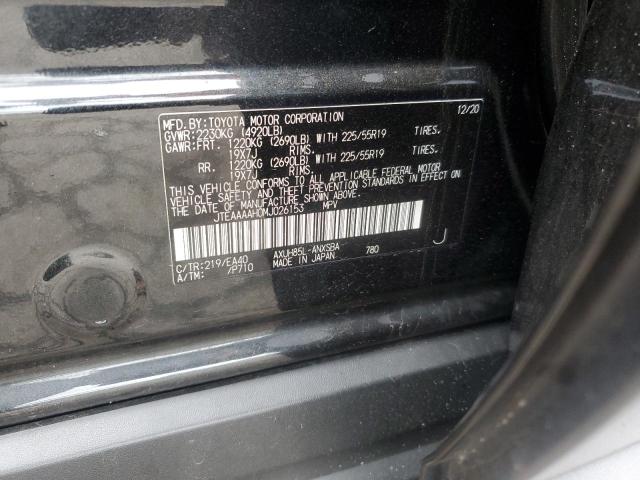 MFD.BY:TOYOTA MOTOR CORPORATION 12/20
GVWR:2230KG (4920LB)
GAWR:FRT. 1220KG (2690LB) WITH 225/55R19 TIRES.
19X7J RIMS.
RR. 1220KG (2690LB) WITH 225/55R19 TIRES.
19X7J RIMS.
THIS VEHICLE CONFORMS TO ALL APPLICABLE FEDERAL MOTOR
VEHICLE SAFETY AND THEFT PREVENTION STANDARDS IN EFFECT
ON THE DATE OF MANUFACTURE SHOWN ABOVE.
JTEAAAAH0MJ026153 MPV
C/TR:219/EA40 AXUH85L-ANXSBA 780 J
A/TM: /P710 MADE IN JAPAN